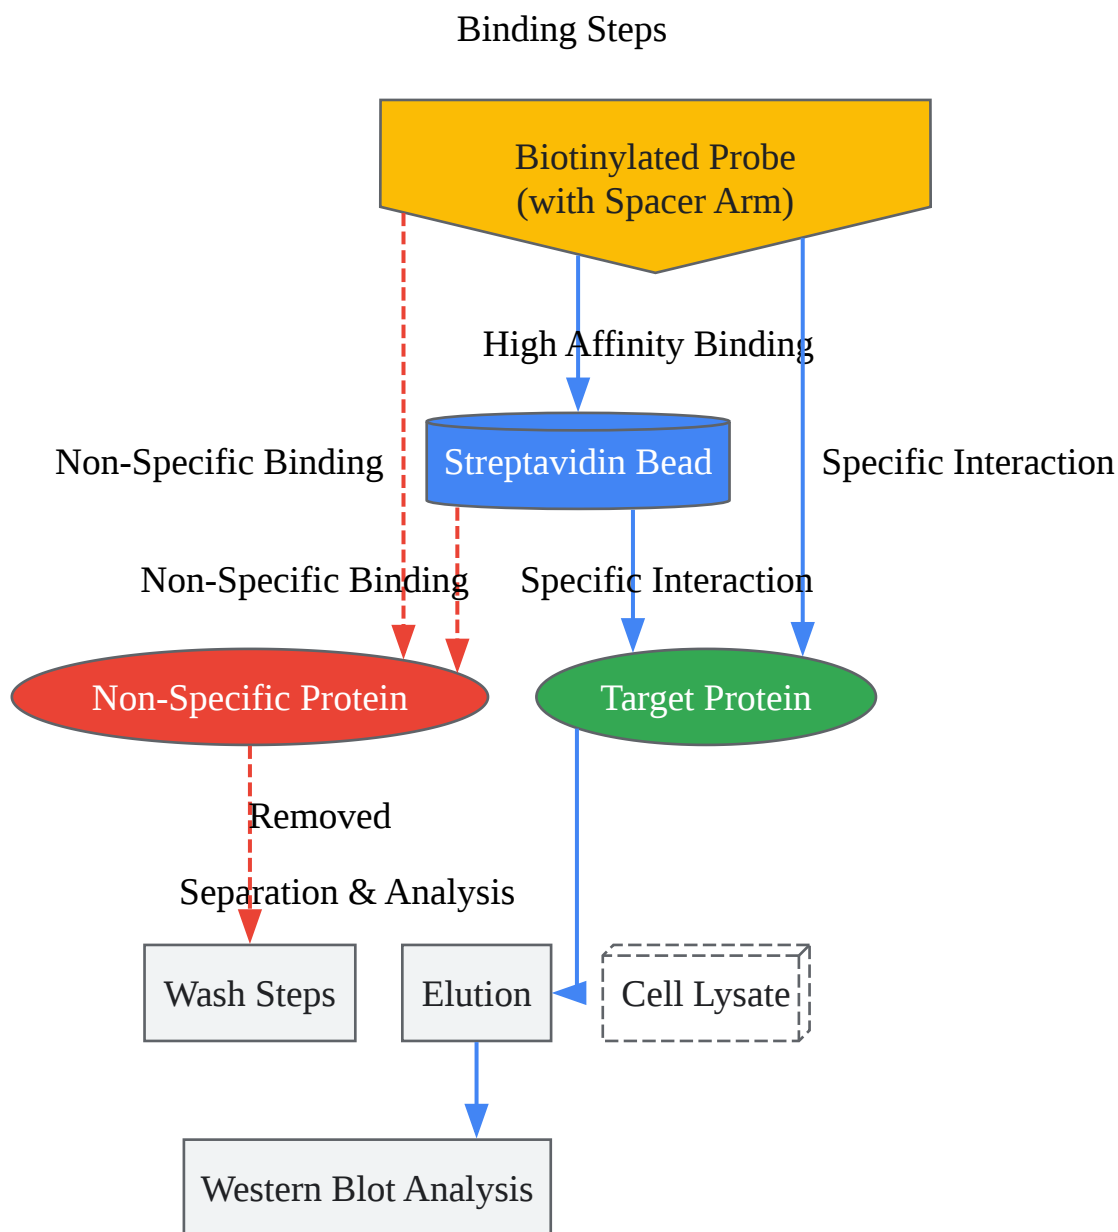 Binding Steps
Biotinylated Probe
(with Spacer Arm)
High Affinity Binding
Non-Specific Binding
Streptavidin Bead
Specific Interaction
Non-Specific Binding
Specific Interaction
Non-Specific Protein
Target Protein
Removed
Separation & Analysis
Wash Steps
Elution
Cell Lysate
Western Blot Analysis